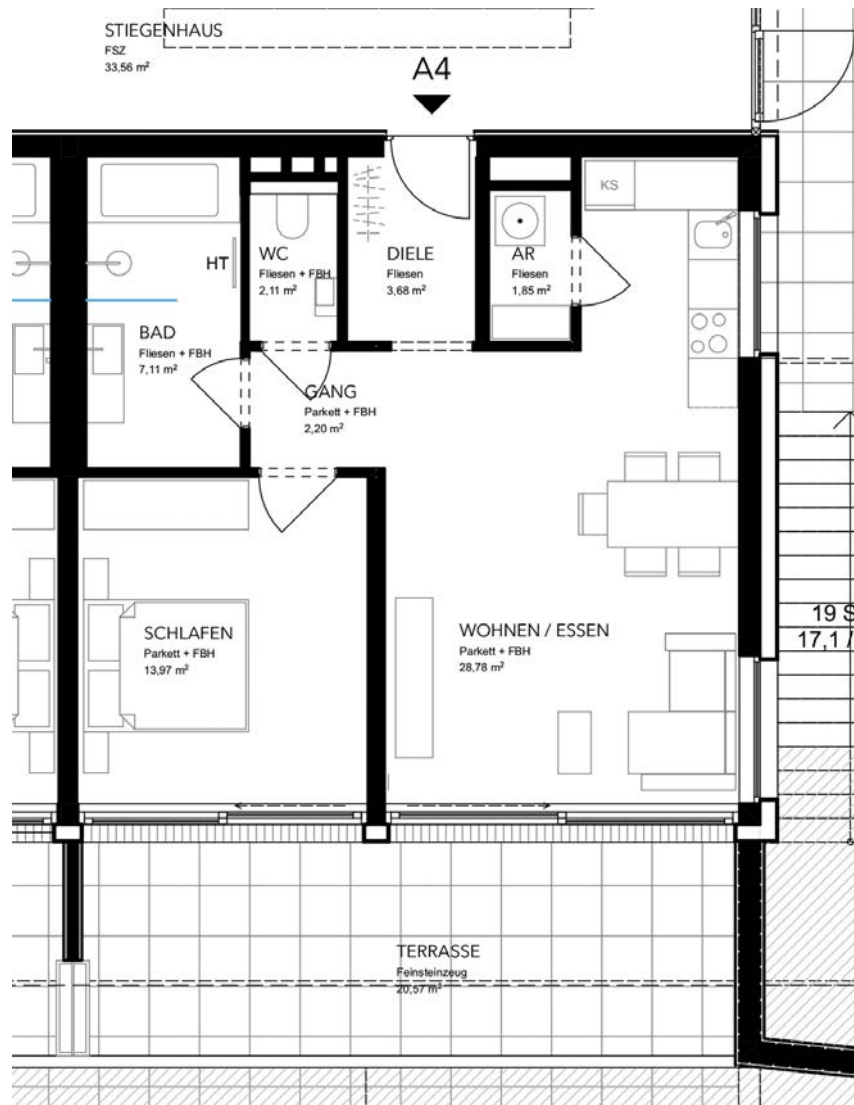 STIEGENHAUS
FSZ
33,56 m²
A4
KS
WC
Fliesen + FBH
2,11 m²
DIELE
Fliesen
3,68 m²
AR
Fliesen
1,85 m²
HT
BAD
Fliesen + FBH
7,11 m²
GANG
Parkett + FBH
2,20 m²
SCHLAFEN
Parkett + FBH
13,97 m²
WOHNEN / ESSEN
Parkett + FBH
28,78 m²
19 S
17,1 /
TERRASSE
Feinsteinzeug
20,57 m²